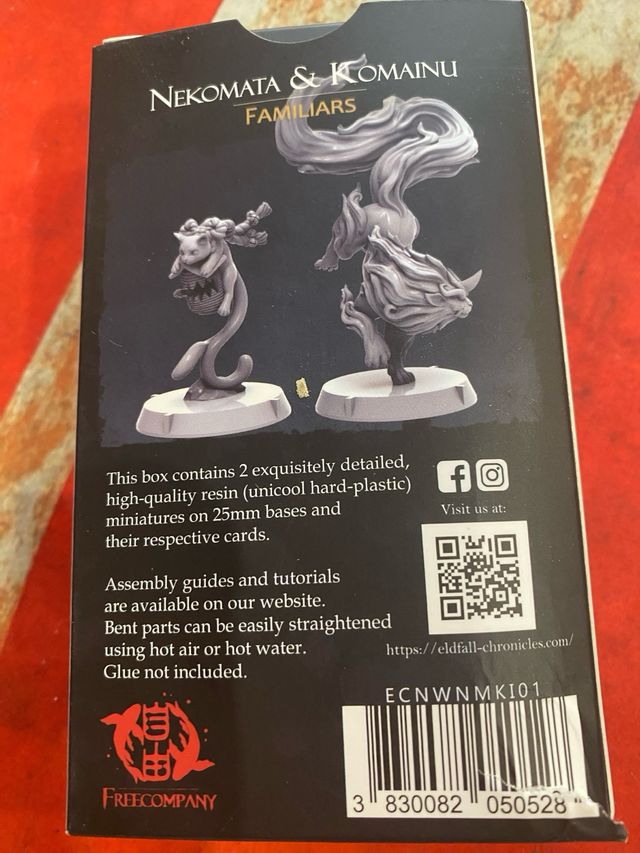 NEKOMATA & KOMAINU
FAMILIARS
This box contains 2 exquisitely detailed,
high-quality resin (unicool hard-plastic)
miniatures on 25mm bases and
their respective cards.
Assembly guides and tutorials
are available on our website.
Bent parts can be easily straightened
using hot air or hot water.
Glue not included.
Visit us at:
https://eldfall-chronicles.com/
ECNWNMKI01
3 830082 050528
FREECOMPANY